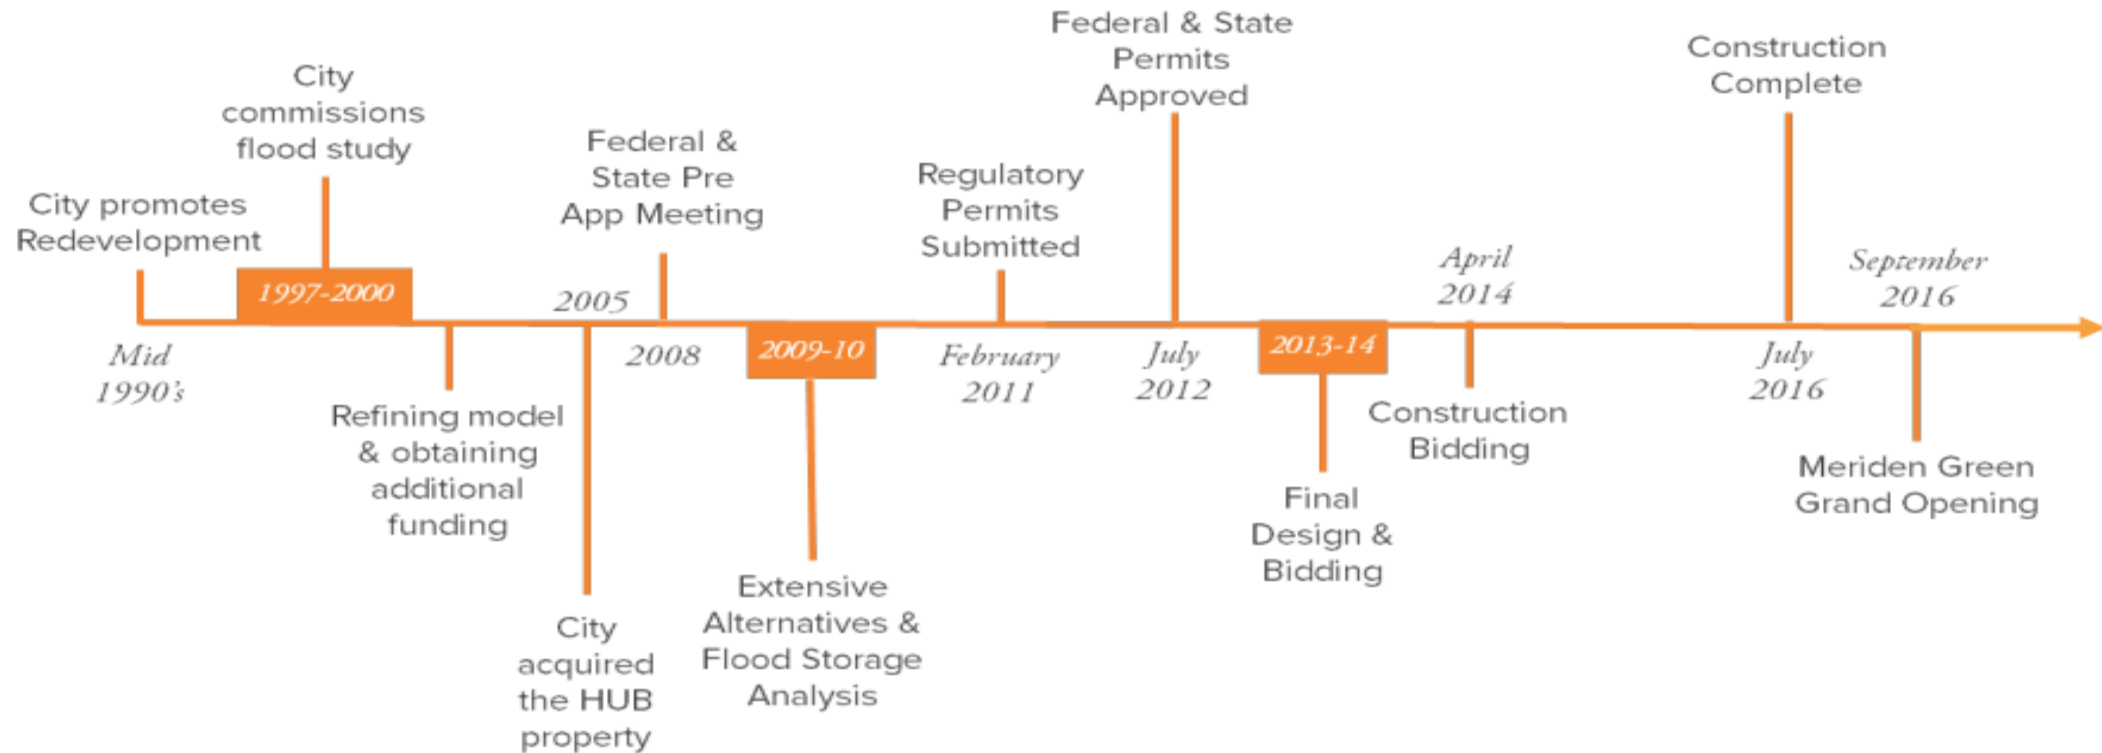 City promotes
Redevelopment
Mid
1990's
City
commissions
flood study
1997-2000
Refining model
& obtaining
additional
funding
2005
City
acquired
the HUB
property
Federal &
State Pre
App Meeting
2008
2009-10
Extensive
Alternatives &
Flood Storage
Analysis
Regulatory
Permits
Submitted
February
2011
Federal & State
Permits
Approved
July
2012
2013-14
Final
Design &
Bidding
April
2014
Construction
Bidding
Construction
Complete
July
2016
September
2016
Meriden Green
Grand Opening